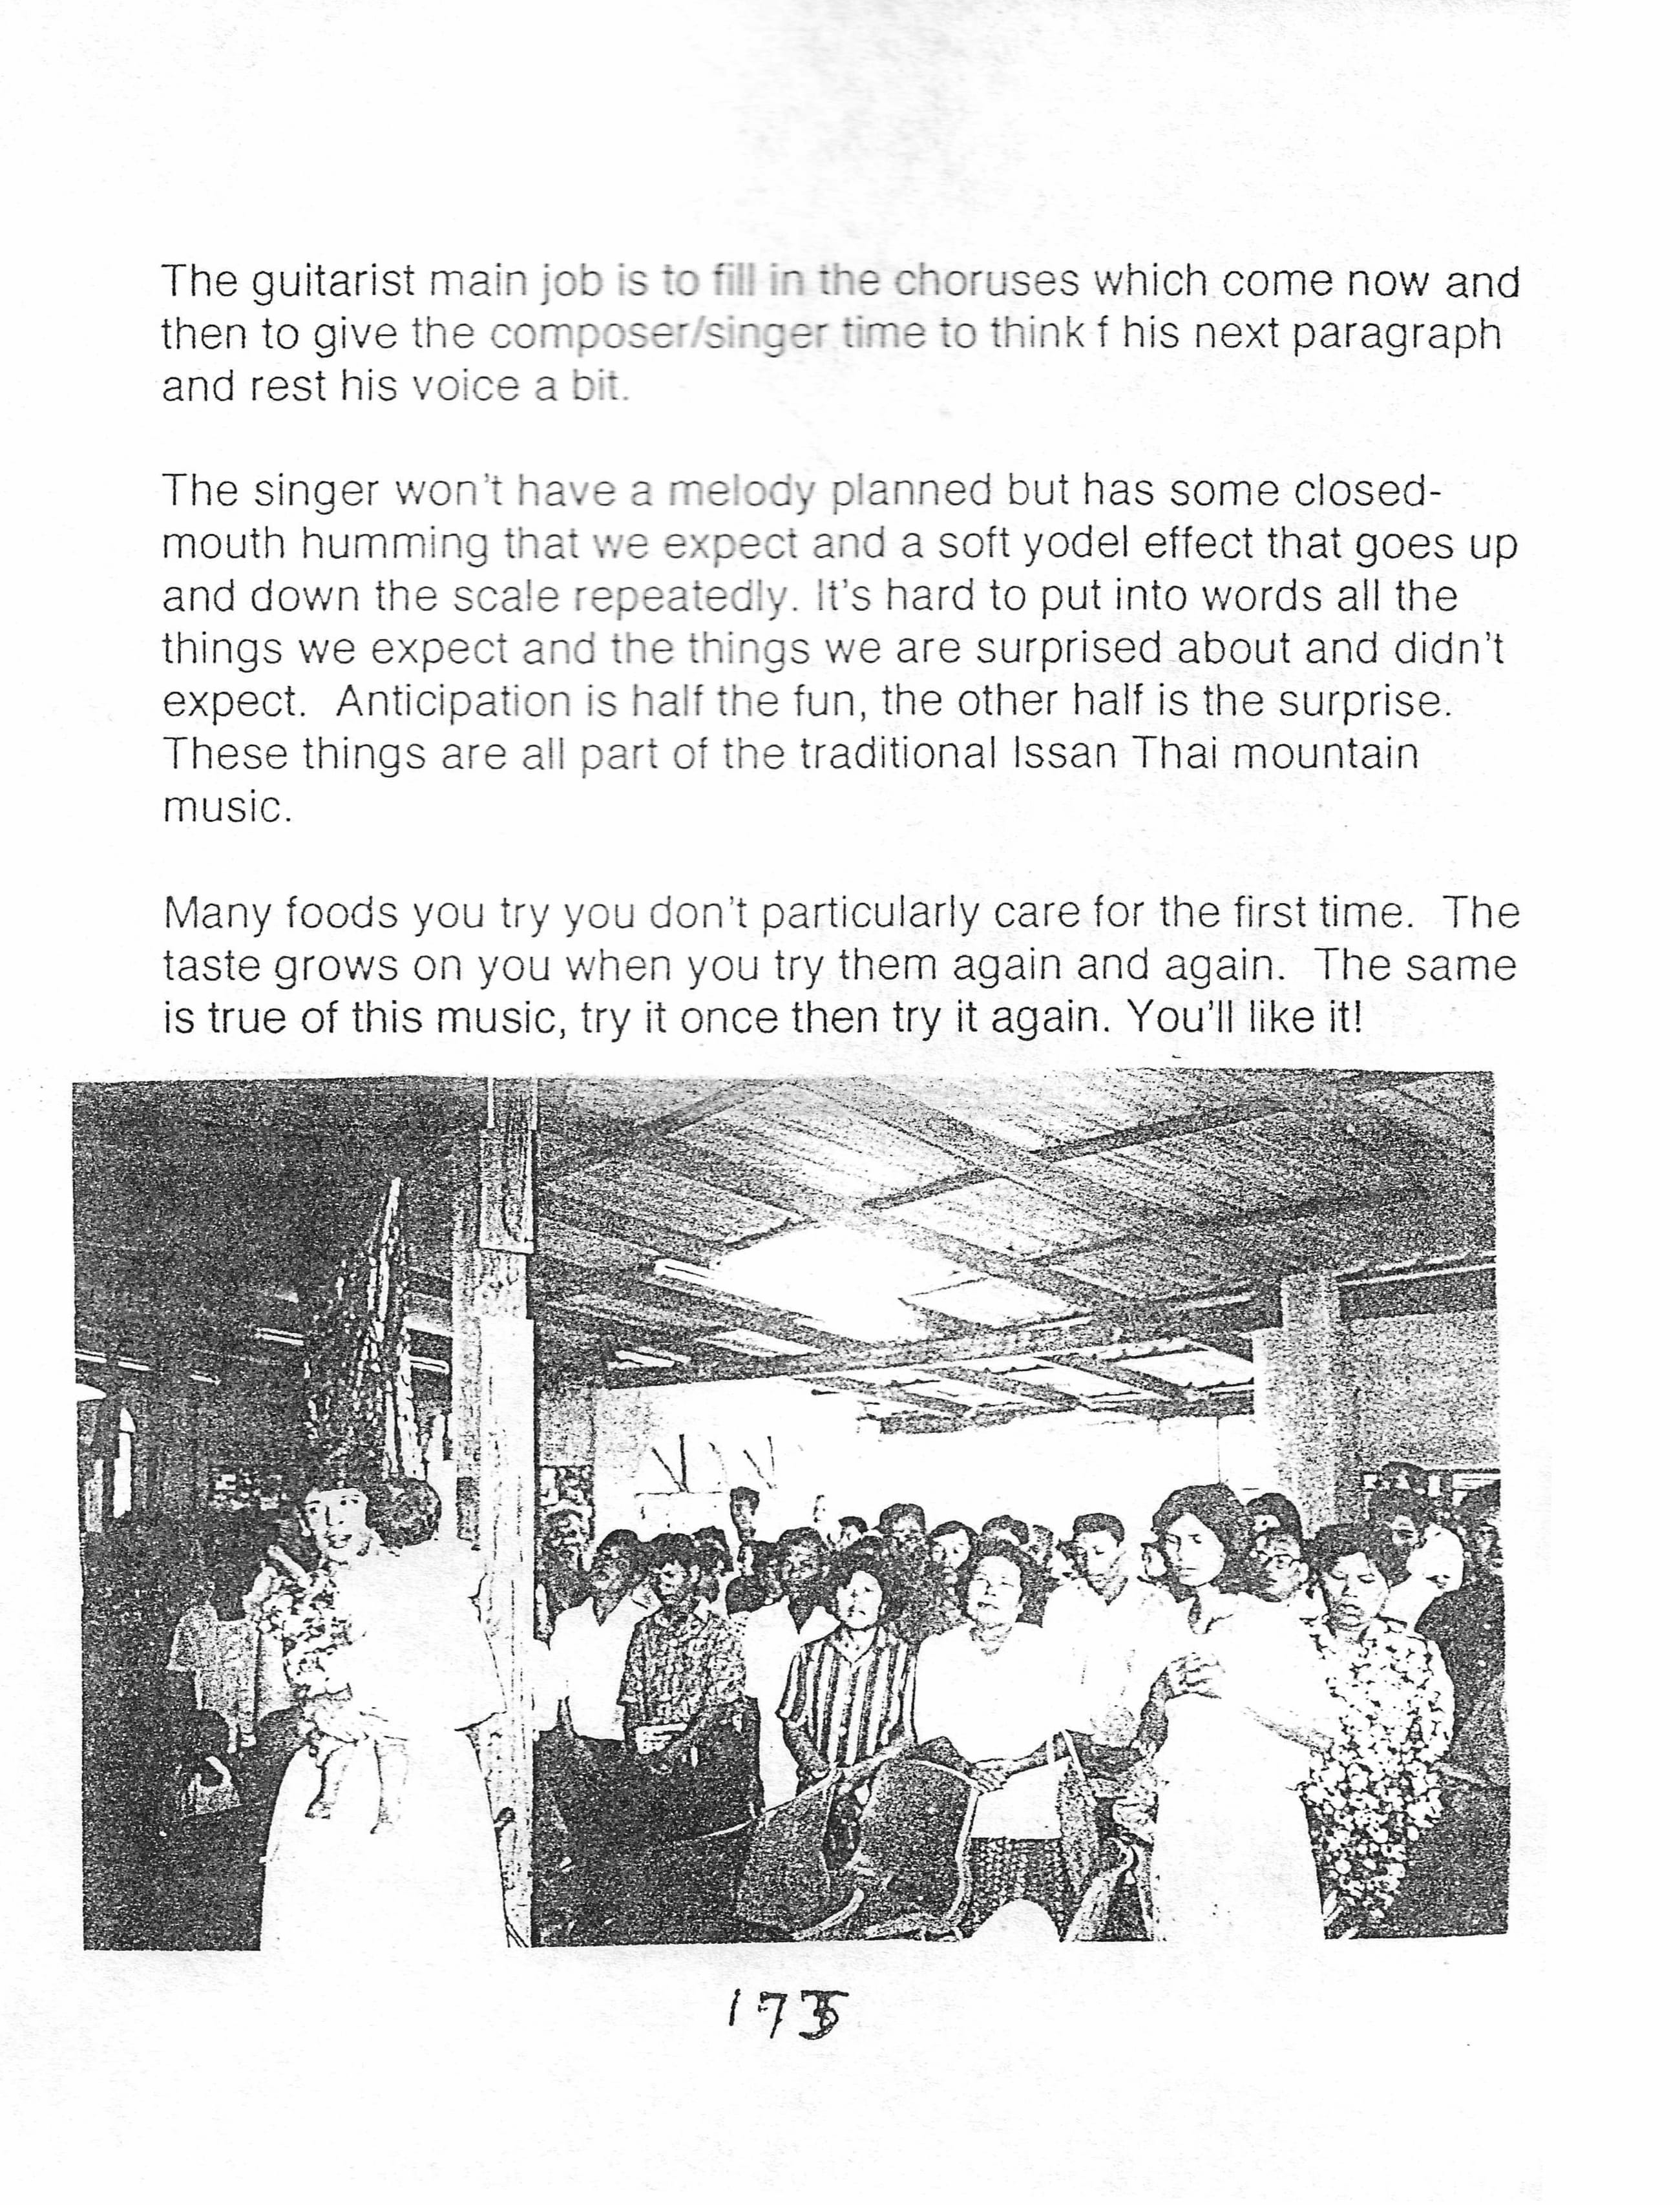 The guitarist main job is to fill in the choruses which come now and
then to give the composer/singer time to think f his next paragraph
and rest his voice a bit.
The singer won't have a melody planned but has some closed-
mouth humming that we expect and a soft yodel effect that goes up
and down the scale repeatedly. It's hard to put into words all the
things we expect and the things we are surprised about and didn't
expect. Anticipation is half the fun, the other half is the surprise.
These things are all part of the traditional Issan Thai mountain
music.
Many foods you try you don't particularly care for the first time. The
taste grows on you when you try them again and again. The same
is true of this music, try it once then try it again. You'll like it!